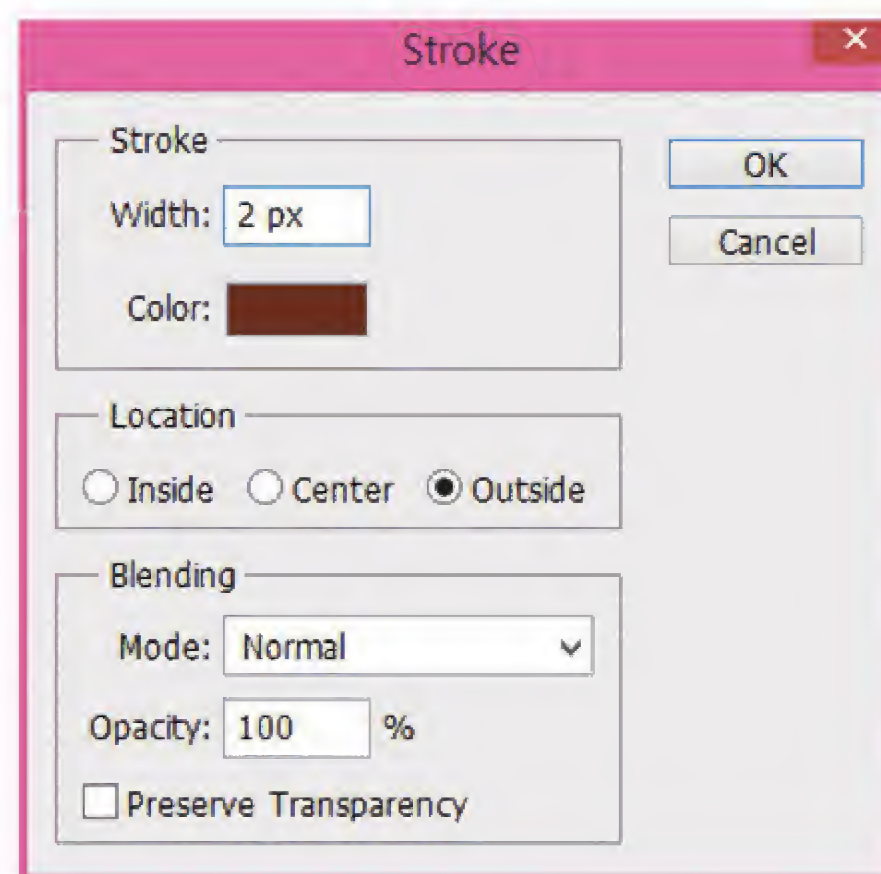 Stroke
Stroke
OK
Width: 2 px
Cancel
Color:
Location
Inside Center Outside
Blending
Mode: Normal
Opacity: 100 %
Preserve Transparency